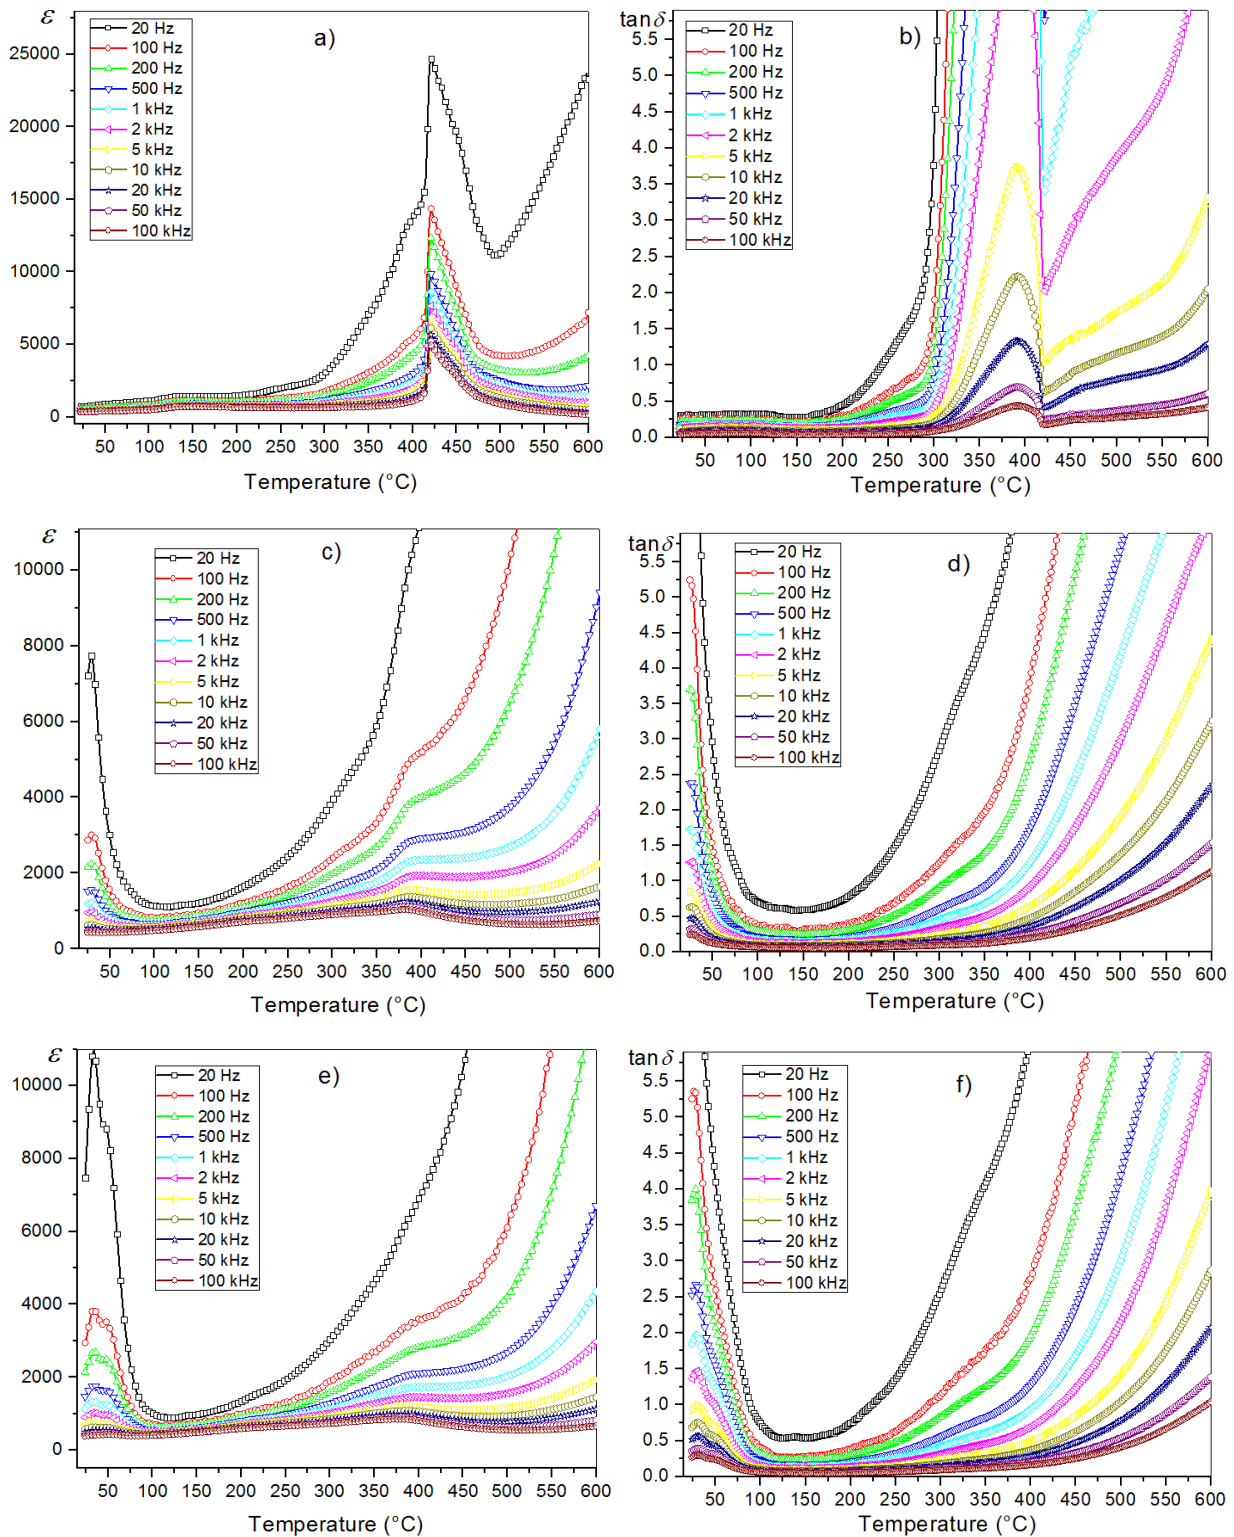 ε
a)
20 Hz
100 Hz
200 Hz
500 Hz
1 kHz
2 kHz
5 kHz
10 kHz
20 kHz
50 kHz
100 kHz
25000
20000
15000
10000
5000
0
50 100 150 200 250 300 350 400 450 500 550 600
Temperature (°C)
tan δ
b)
20 Hz
100 Hz
200 Hz
500 Hz
1 kHz
2 kHz
5 kHz
10 kHz
20 kHz
50 kHz
100 kHz
5.5
5.0
4.5
4.0
3.5
3.0
2.5
2.0
1.5
1.0
0.5
0.0
50 100 150 200 250 300 350 400 450 500 550 600
Temperature (°C)
ε
c)
20 Hz
100 Hz
200 Hz
500 Hz
1 kHz
2 kHz
5 kHz
10 kHz
20 kHz
50 kHz
100 kHz
10000
8000
6000
4000
2000
0
50 100 150 200 250 300 350 400 450 500 550 600
Temperature (°C)
tan δ
d)
20 Hz
100 Hz
200 Hz
500 Hz
1 kHz
2 kHz
5 kHz
10 kHz
20 kHz
50 kHz
100 kHz
5.5
5.0
4.5
4.0
3.5
3.0
2.5
2.0
1.5
1.0
0.5
0.0
50 100 150 200 250 300 350 400 450 500 550 600
Temperature (°C)
ε
e)
20 Hz
100 Hz
200 Hz
500 Hz
1 kHz
2 kHz
5 kHz
10 kHz
20 kHz
50 kHz
100 kHz
10000
8000
6000
4000
2000
0
50 100 150 200 250 300 350 400 450 500 550 600
Temperature (°C)
tan δ
f)
20 Hz
100 Hz
200 Hz
500 Hz
1 kHz
2 kHz
5 kHz
10 kHz
20 kHz
50 kHz
100 kHz
5.5
5.0
4.5
4.0
3.5
3.0
2.5
2.0
1.5
1.0
0.5
0.0
50 100 150 200 250 300 350 400 450 500 550 600
Temperature (°C)